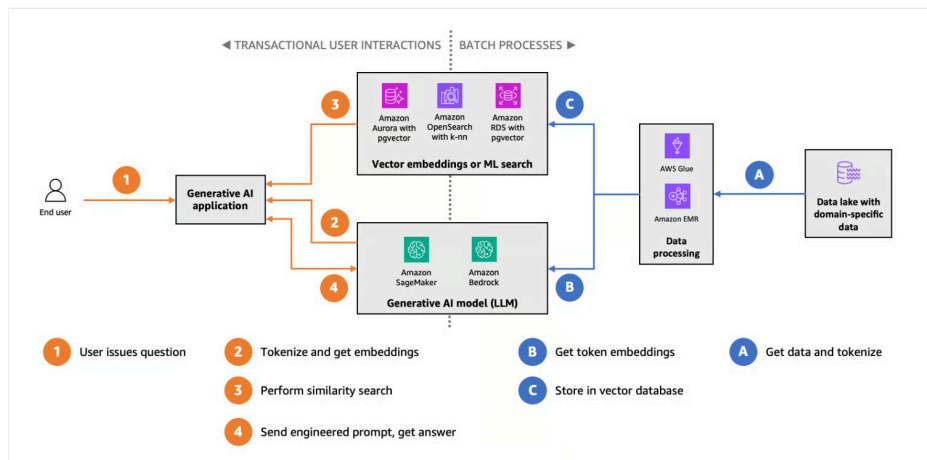 ◄ TRANSACTIONAL USER INTERACTIONS
BATCH PROCESSES ►
3
Amazon
Aurora with
pgvector
Amazon
OpenSearch
with k-nn
Amazon
RDS with
pgvector
Vector embeddings or ML search
C
1
End user
Generative AI
application
2
4
Amazon
SageMaker
Amazon
Bedrock
Generative AI model (LLM)
B
AWS Glue
Amazon EMR
Data
processing
A
Data lake with
domain-specific
data
1 User issues question
2 Tokenize and get embeddings
3 Perform similarity search
4 Send engineered prompt, get answer
B Get token embeddings
C Store in vector database
A Get data and tokenize